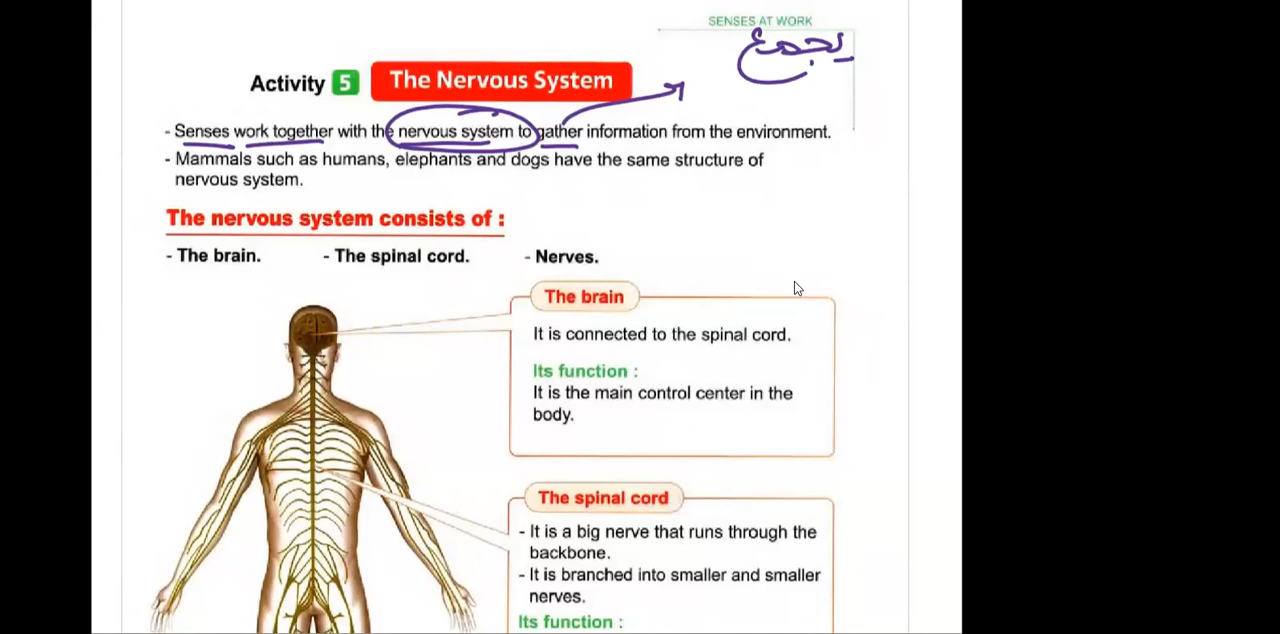 SENSES AT WORK
يجمع
Activity 5 The Nervous System
- Senses work together with the nervous system to gather information from the environment.
- Mammals such as humans, elephants and dogs have the same structure of
nervous system.
The nervous system consists of :
- The brain. - The spinal cord. - Nerves.
The brain
It is connected to the spinal cord.
Its function :
It is the main control center in the
body.
The spinal cord
- It is a big nerve that runs through the
backbone.
- It is branched into smaller and smaller
nerves.
Its function :